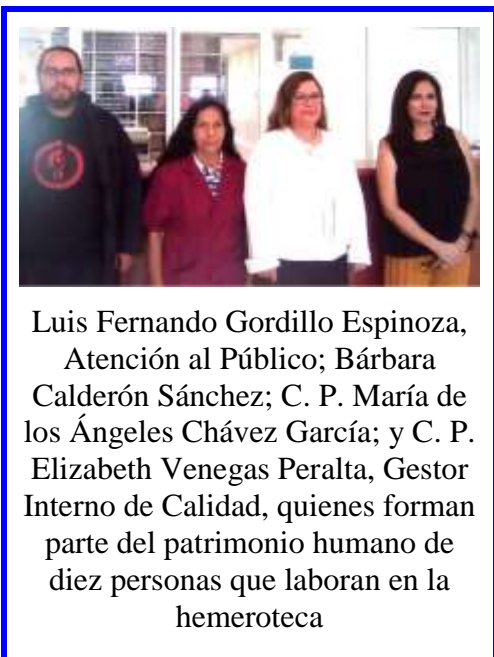 Luis Fernando Gordillo Espinoza,
Atención al Público; Bárbara
Calderón Sánchez; C. P. María de
los Ángeles Chávez García; y C. P.
Elizabeth Venegas Peralta, Gestor
Interno de Calidad, quienes forman
parte del patrimonio humano de
diez personas que laboran en la
hemeroteca